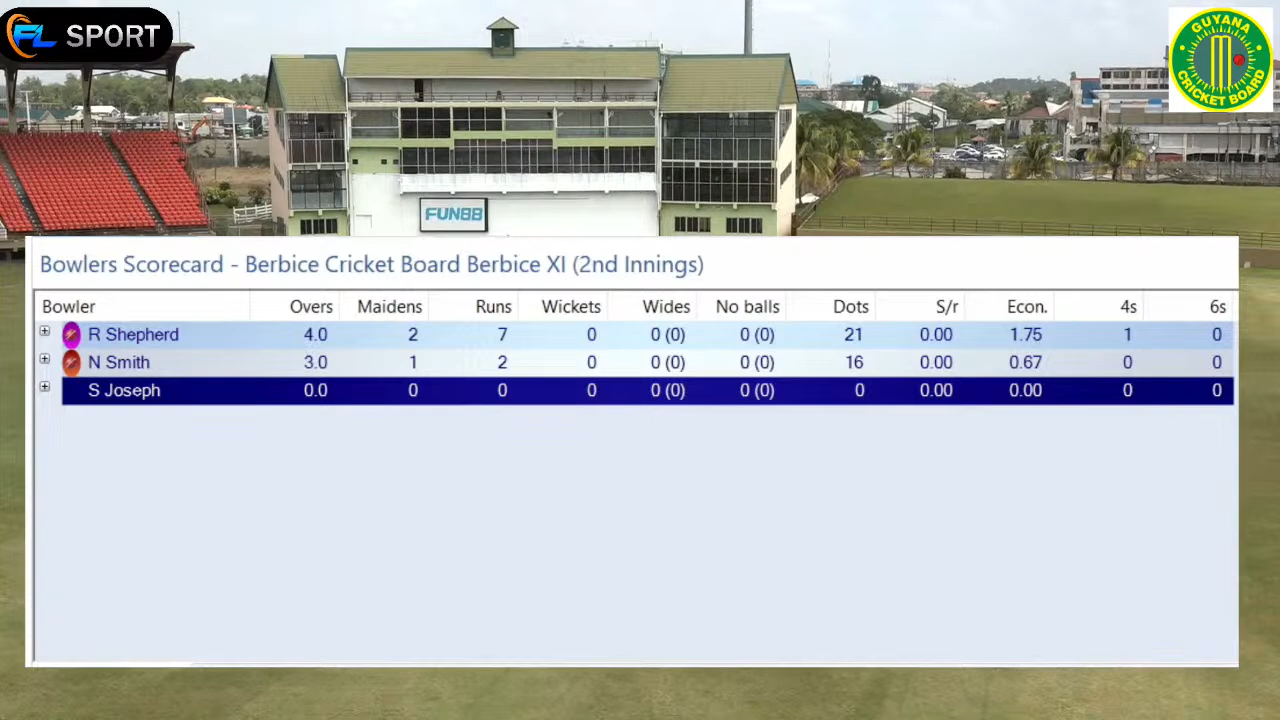 FL SPORT
GUYANA
CRICKET BOARD
FUN88
Bowlers Scorecard - Berbice Cricket Board Berbice XI (2nd Innings)
Bowler Overs Maidens Runs Wickets Wides No balls Dots S/r Econ. 4s 6s
R Shepherd 4.0 2 7 0 0 (0) 0 (0) 21 0.00 1.75 1 0
N Smith 3.0 1 2 0 0 (0) 0 (0) 16 0.00 0.67 0 0
S Joseph 0.0 0 0 0 0 (0) 0 (0) 0 0.00 0.00 0 0